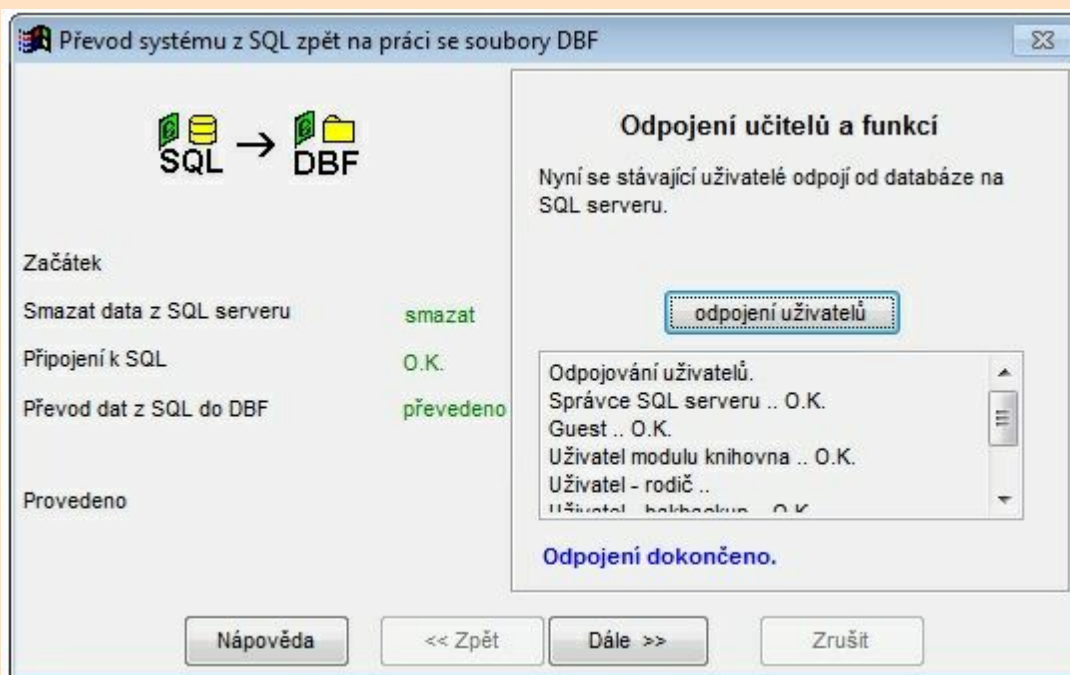 Převod systému z SQL zpět na práci se soubory DBF
SQL → DBF
Začátek
Smazat data z SQL serveru smazat
Připojení k SQL O.K.
Převod dat z SQL do DBF převedeno
Provedeno
Odpojení učitelů a funkcí
Nyní se stávající uživatelé odpojí od databáze na
SQL serveru.
odpojení uživatelů
Odpojování uživatelů.
Správce SQL serveru .. O.K.
Guest .. O.K.
Uživatel modulu knihovna .. O.K.
Uživatel - rodič ..
Uživatel - bakbackup .. O.K.
Odpojení dokončeno.
Nápověda
<< Zpět
Dále >>
Zrušit